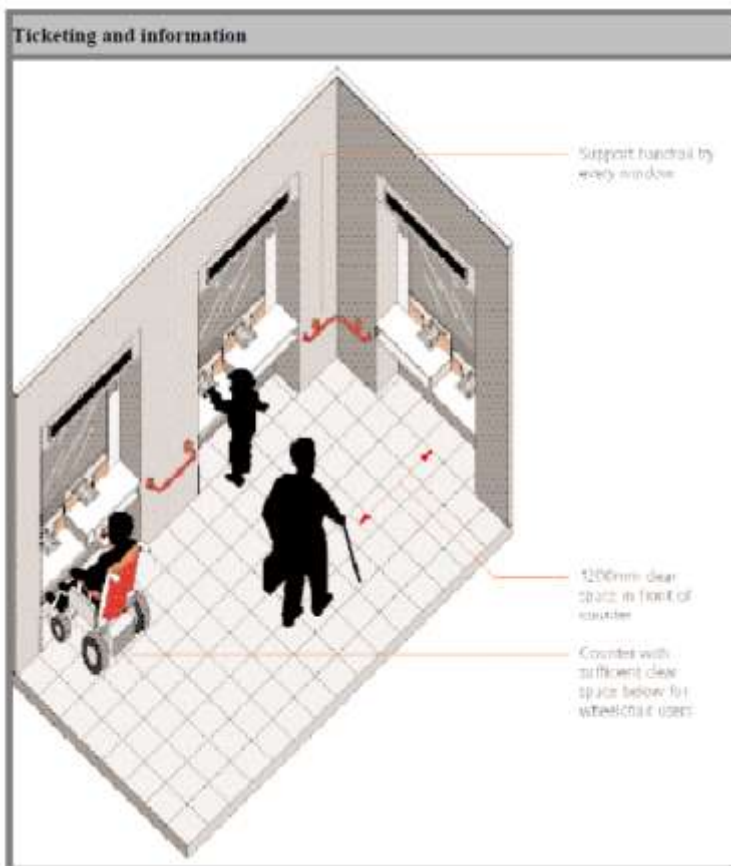 Ticketing and information
Support handrail by
every window
1200mm clear
space in front of
counter
Counter with
sufficient clear
space below for
wheelchair users